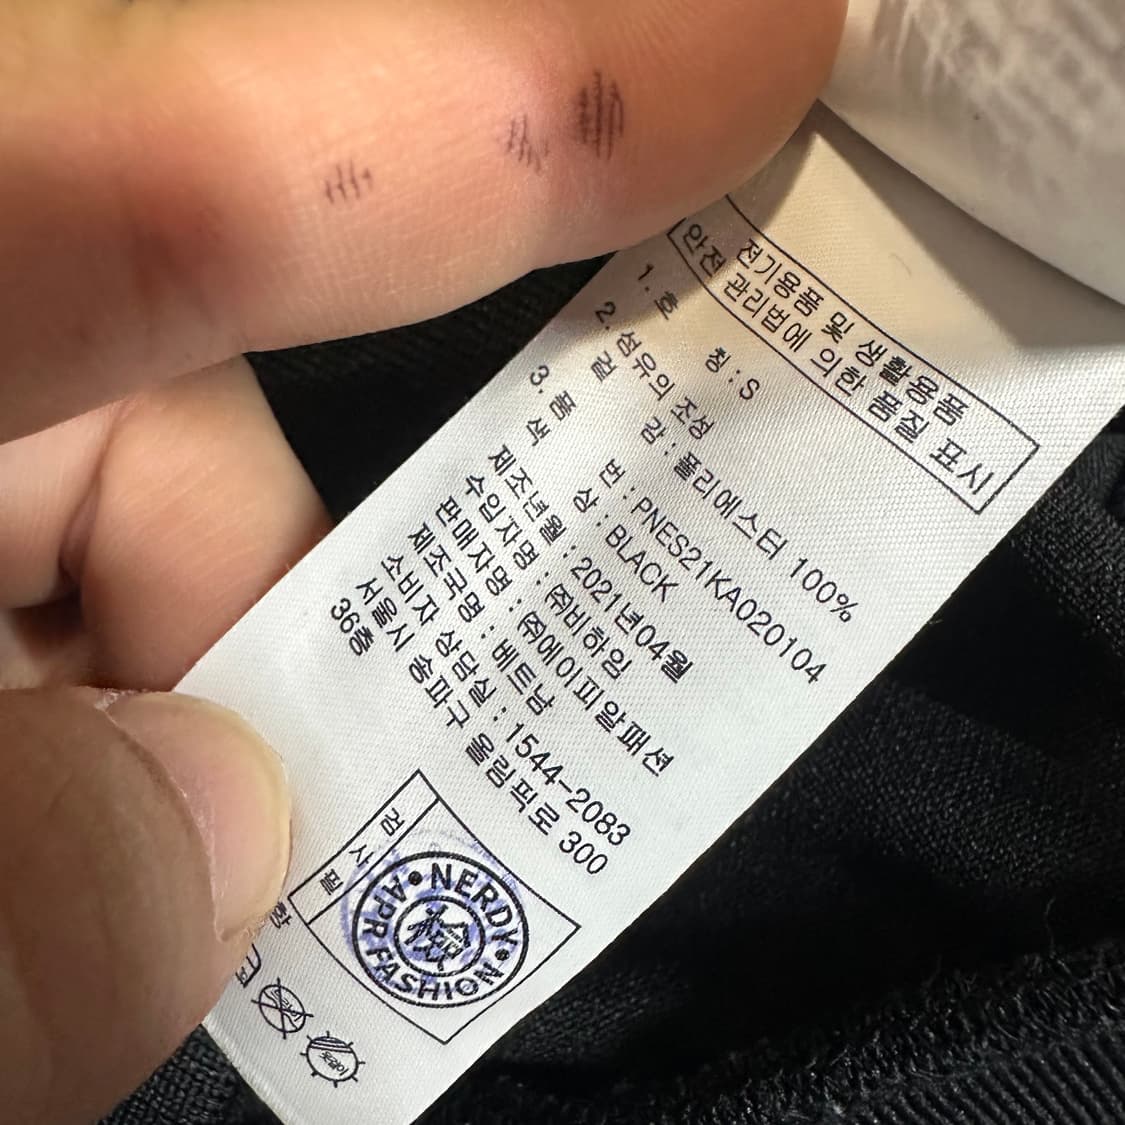 전기용품 및 생활용품
안전관리법에 의한 품질 표시
1. 호 칭 : S
2. 섬유의 조성
겉 감 : 폴리에스터 100%
3. 품 번 : PNES21KA020104
색 상 : BLACK
제조년월 : 2021년04월
수입자명 : ㈜비하임
판매자명 : ㈜에이피알패션
제조국명 : 베트남
소비자 상담실 : 1544-2083
서울시 송파구 올림픽로 300
36층
검사필
NERDY
APR FASHION
檢
옷걸이